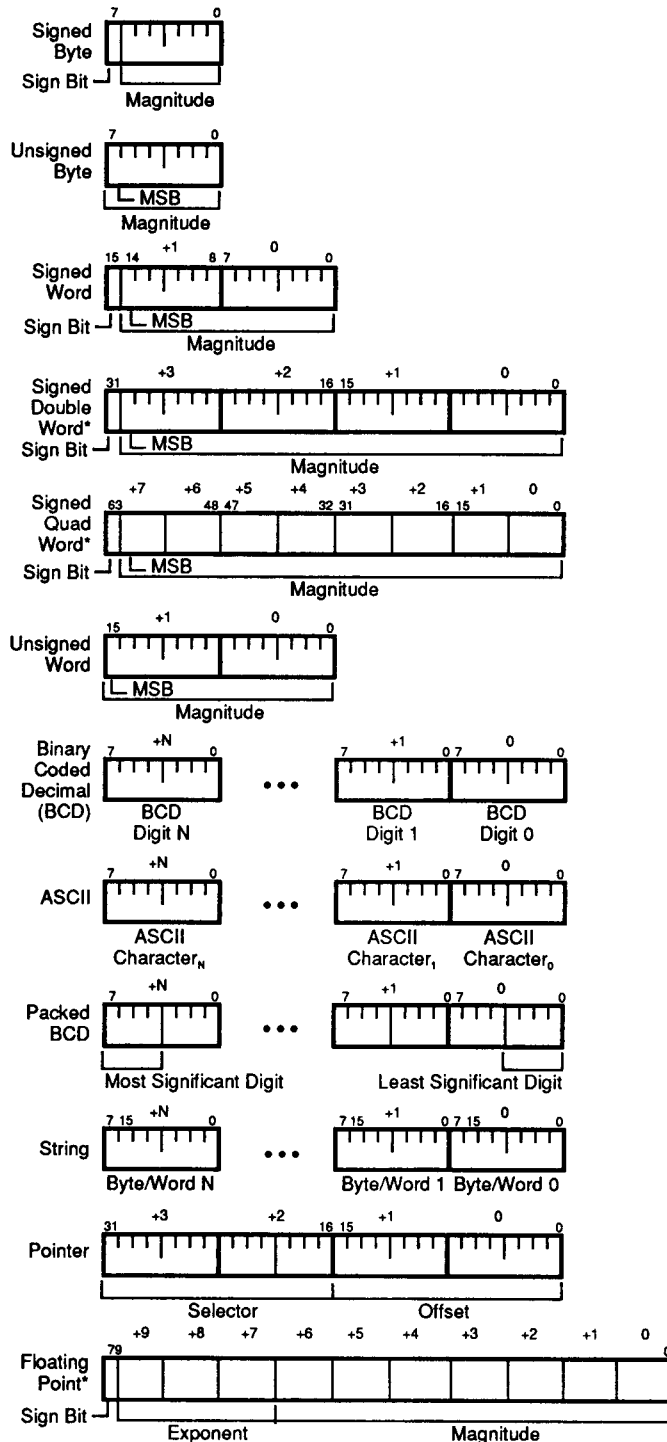 7 0
Signed
Byte
Sign Bit
Magnitude
7 0
Unsigned
Byte
MSB
Magnitude
+1 0
15 14 8 7 0
Signed
Word
Sign Bit
MSB
Magnitude
+3 +2 +1 0
31 16 15 0
Signed
Double
Word*
Sign Bit
MSB
Magnitude
+7 +6 +5 +4 +3 +2 +1 0
63 48 47 32 31 16 15 0
Signed
Quad
Word*
Sign Bit
MSB
Magnitude
+1 0
15 0
Unsigned
Word
MSB
Magnitude
+N +1 0
7 0 7 0 7 0
Binary
Coded
Decimal
(BCD)
BCD BCD BCD
Digit N Digit 1 Digit 0
+N +1 0
7 0 7 0 7 0
ASCII
ASCII ASCII ASCII
Character_N Character_1 Character_0
+N +1 0
7 0 7 0 7 0
Packed
BCD
Most Significant Digit Least Significant Digit
+N +1 0
7 15 0 7 15 0 7 15 0
String
Byte/Word N Byte/Word 1 Byte/Word 0
+3 +2 +1 0
31 16 15 0
Pointer
Selector Offset
+9 +8 +7 +6 +5 +4 +3 +2 +1 0
79 0
Floating
Point*
Sign Bit
Exponent Magnitude